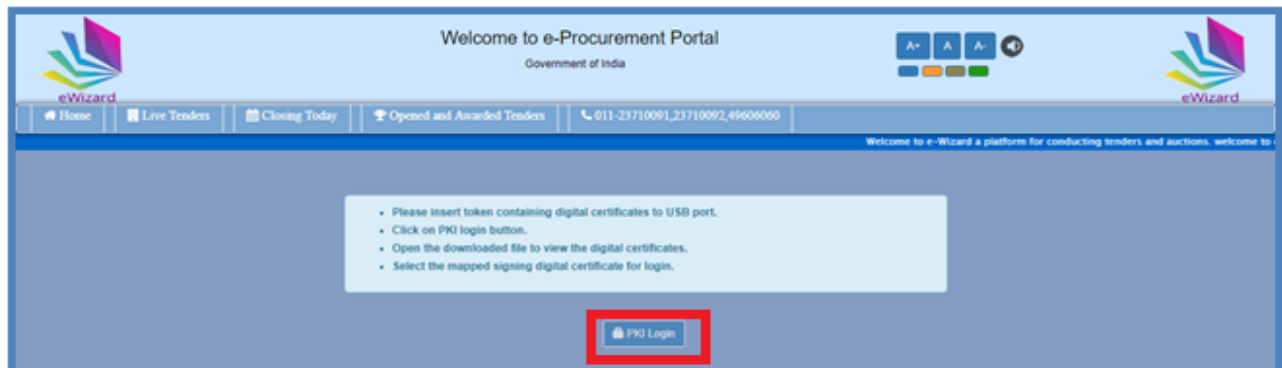 Welcome to e-Procurement Portal
Government of India
A+ A A-
eWizard
eWizard
Home Live Tenders Closing Today Opened and Awarded Tenders 011-23710091,23710092,49606060
Welcome to e-Wizard a platform for conducting tenders and auctions. welcome to
Please insert token containing digital certificates to USB port.
Click on PKI login button.
Open the downloaded file to view the digital certificates.
Select the mapped signing digital certificate for login.
PKI Login